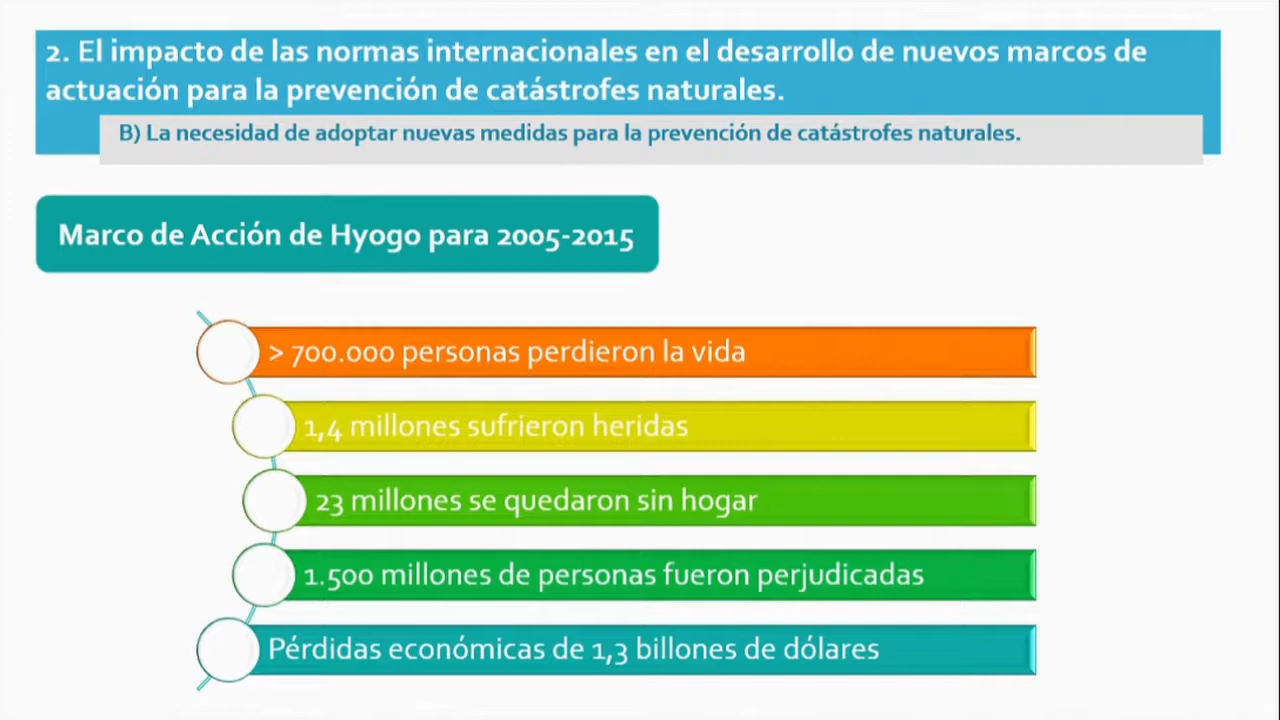 2. El impacto de las normas internacionales en el desarrollo de nuevos marcos de
actuación para la prevención de catástrofes naturales.
B) La necesidad de adoptar nuevas medidas para la prevención de catástrofes naturales.
Marco de Acción de Hyogo para 2005-2015
> 700.000 personas perdieron la vida
1,4 millones sufrieron heridas
23 millones se quedaron sin hogar
1.500 millones de personas fueron perjudicadas
Pérdidas económicas de 1,3 billones de dólares